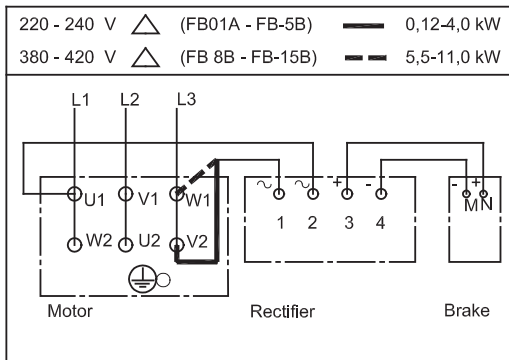 220 - 240 V △ (FB01A - FB-5B) 0,12-4,0 kW
380 - 420 V △ (FB 8B - FB-15B) 5,5-11,0 kW
L1 L2 L3
U1 V1 W1
~ ~ + -
- +
M N
1 2 3 4
W2 U2 V2
Motor Rectifier Brake